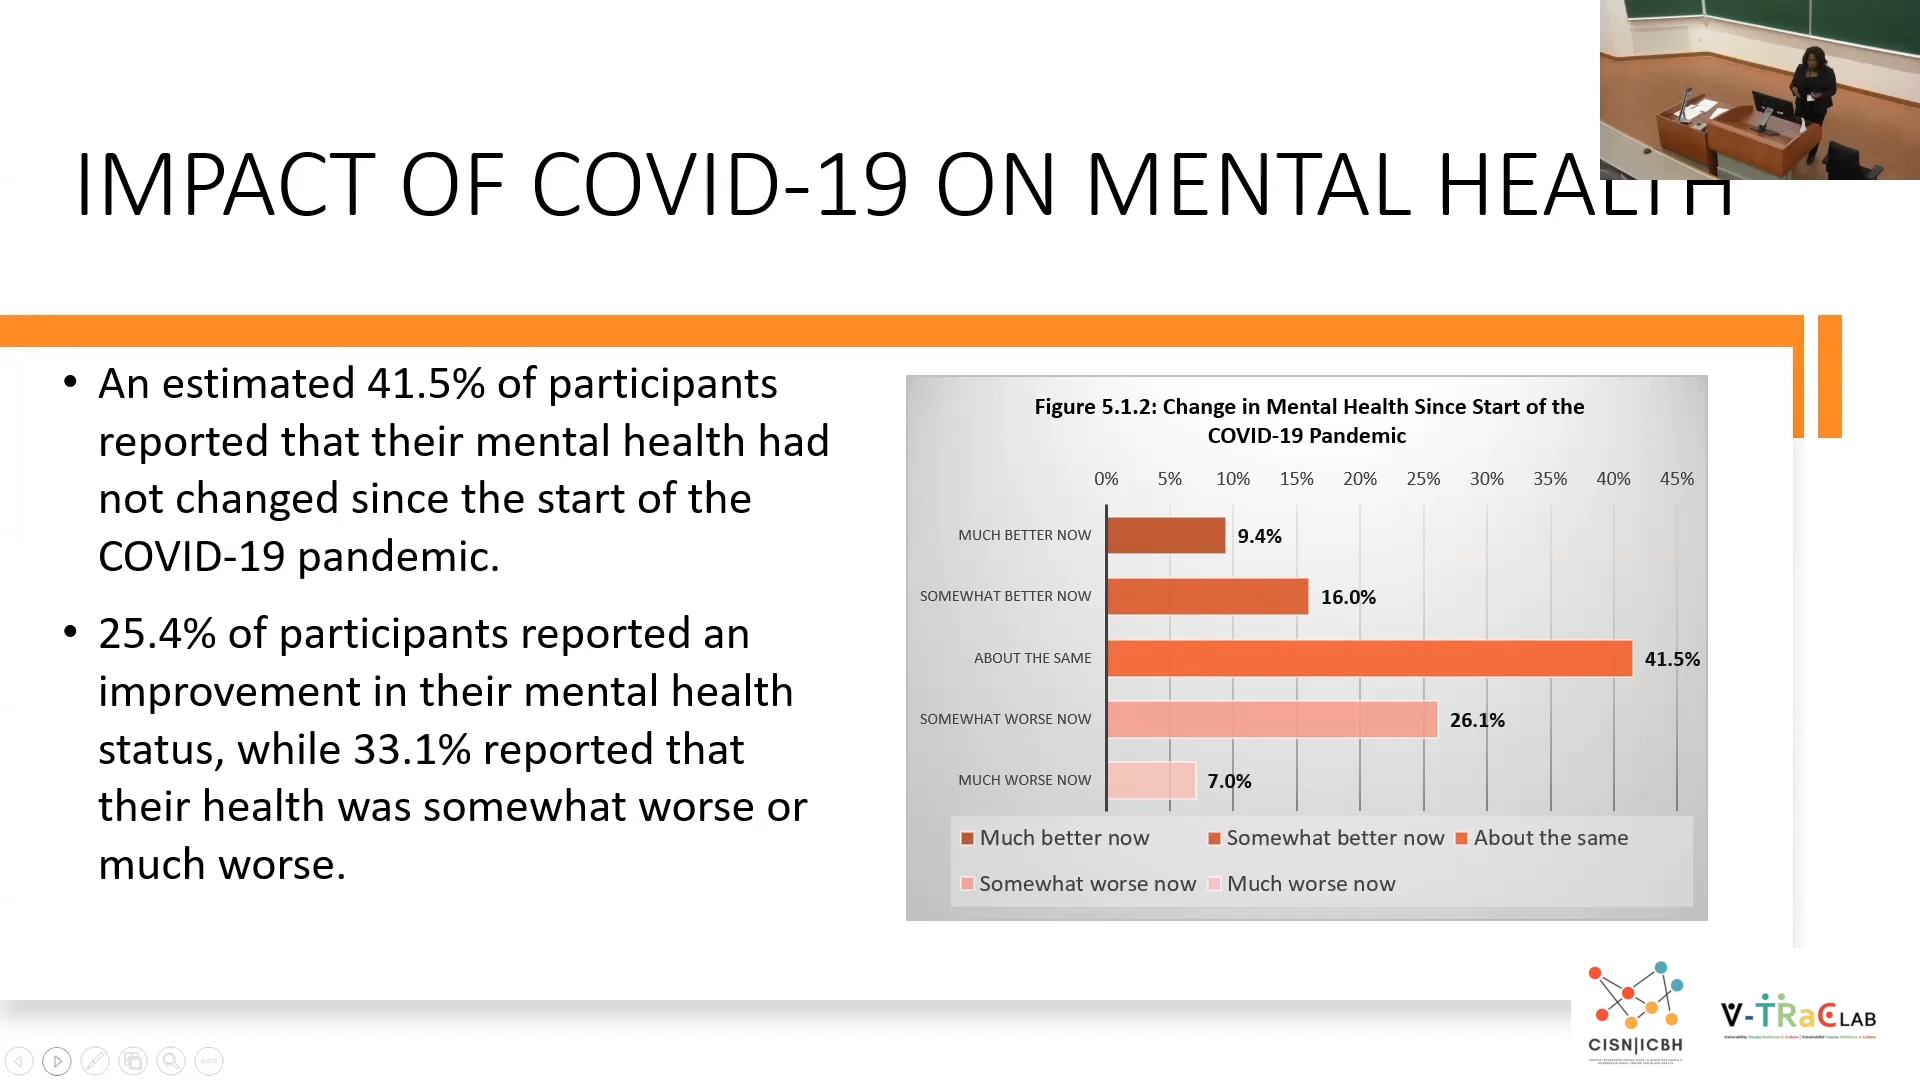 IMPACT OF COVID-19 ON MENTAL HEALTH
• An estimated 41.5% of participants
reported that their mental health had
not changed since the start of the
COVID-19 pandemic.
• 25.4% of participants reported an
improvement in their mental health
status, while 33.1% reported that
their health was somewhat worse or
much worse.
Figure 5.1.2: Change in Mental Health Since Start of the
COVID-19 Pandemic
0% 5% 10% 15% 20% 25% 30% 35% 40% 45%
MUCH BETTER NOW 9.4%
SOMEWHAT BETTER NOW 16.0%
ABOUT THE SAME 41.5%
SOMEWHAT WORSE NOW 26.1%
MUCH WORSE NOW 7.0%
Much better now Somewhat better now About the same
Somewhat worse now Much worse now
CISN|ICBH
V-TRaC LAB